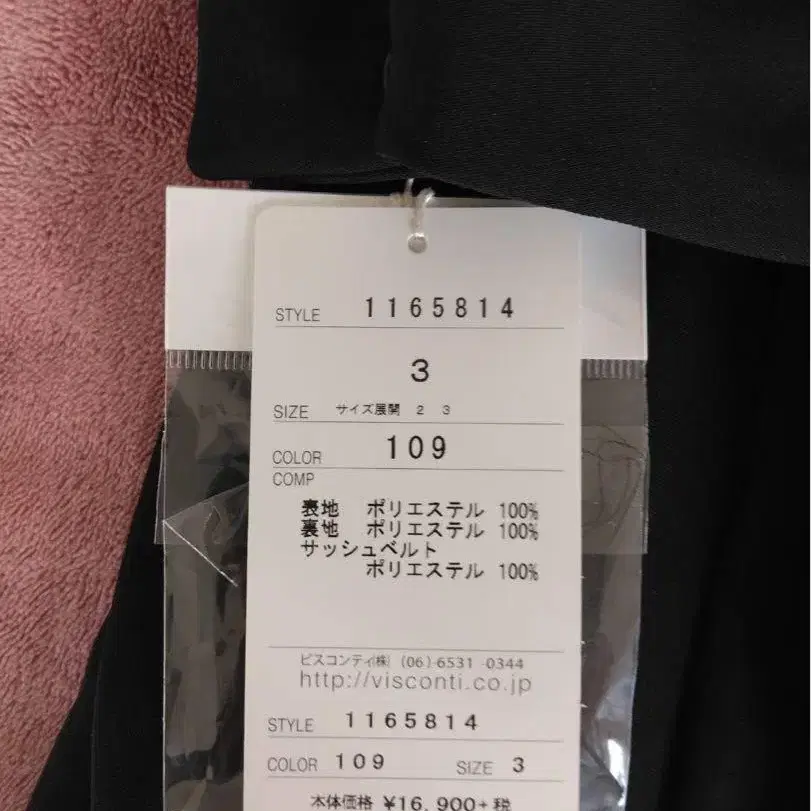 STYLE 1165814
3
SIZE サイズ展開 2 3
COLOR 109
COMP
表地 ポリエステル 100%
裏地 ポリエステル 100%
サッシュベルト
ポリエステル 100%
ビスコンティ(株) (06)-6531-0344
http://visconti.co.jp
STYLE 1165814
COLOR 109 SIZE 3
本体価格 ¥16,900+税